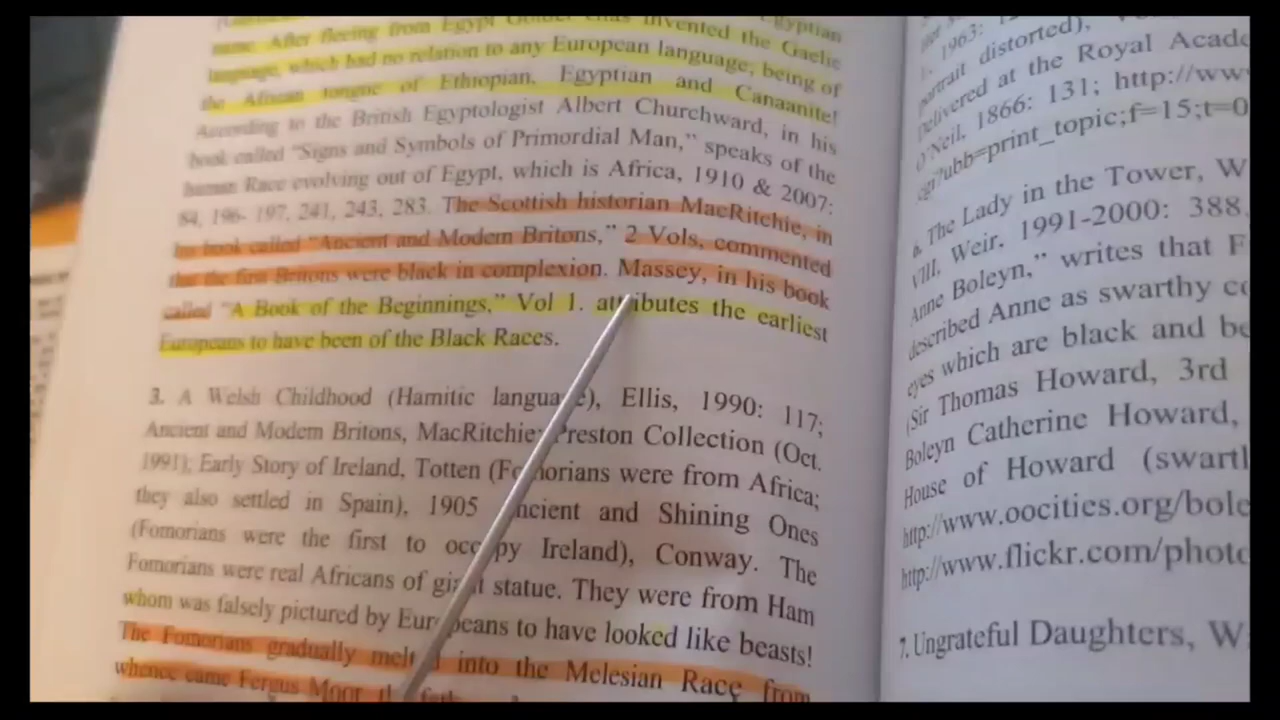 name. After fleeing from Egypt invented the Gaelic
language, which had no relation to any European language, being of
the African tongue of Ethiopian, Egyptian and Canaanite!
According to the British Egyptologist Albert Churchward, in his
book called "Signs and Symbols of Primordial Man," speaks of the
human Race evolving out of Egypt, which is Africa, 1910 & 2007:
84, 196- 197, 241, 243, 283. The Scottish historian MacRitchie, in
his book called "Ancient and Modern Britons," 2 Vols, commented
that the first Britons were black in complexion. Massey, in his book
called "A Book of the Beginnings," Vol 1. attributes the earliest
Europeans to have been of the Black Races.
3. A Welsh Childhood (Hamitic language), Ellis, 1990: 117;
Ancient and Modern Britons, MacRitchie; Preston Collection (Oct.
1991); Early Story of Ireland, Totten (Fomorians were from Africa;
they also settled in Spain), 1905 Ancient and Shining Ones
(Fomorians were the first to occupy Ireland), Conway. The
Fomorians were real Africans of giant statue. They were from Ham
whom was falsely pictured by Europeans to have looked like beasts!
The Fomorians gradually melted into the Melesian Race from
whence came Fergus Moor
1963:
portrait distorted),
Delivered at the Royal Acade
O'Neil. 1866: 131; http://www
cgi?ubb=print_topic;f=15;t=0
6. The Lady in the Tower, W
VIII, Weir. 1991-2000: 388.
Anne Boleyn," writes that F
described Anne as swarthy co
eyes which are black and be
(Sir Thomas Howard, 3rd
Boleyn Catherine Howard,
House of Howard (swartl
http://www.oocities.org/bole
http://www.flickr.com/photo
7. Ungrateful Daughters, W